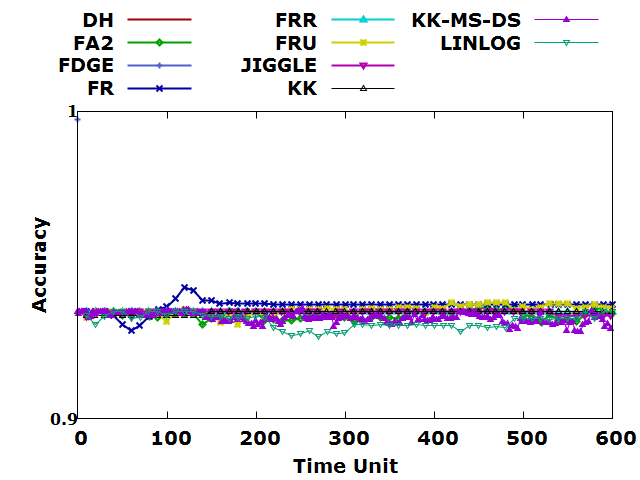 DH FRR KK-MS-DS
FA2 FRU LINLOG
FDGE JIGGLE
FR KK
1
Accuracy
0.9
0 100 200 300 400 500 600
Time Unit